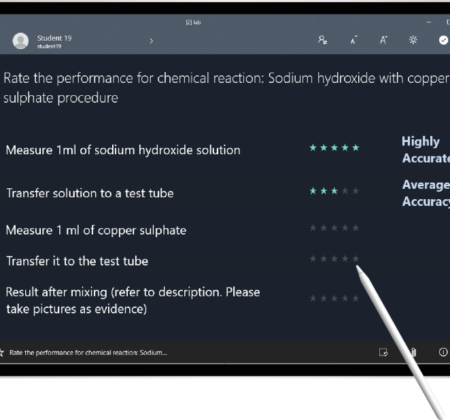 lab
Student 19
student19
Rate the performance for chemical reaction: Sodium hydroxide with copper
sulphate procedure
Measure 1ml of sodium hydroxide solution
Highly
Accurate
Transfer solution to a test tube
Average
Accuracy
Measure 1 ml of copper sulphate
Transfer it to the test tube
Result after mixing (refer to description. Please
take pictures as evidence)
Rate the performance for chemical reaction: Sodium...